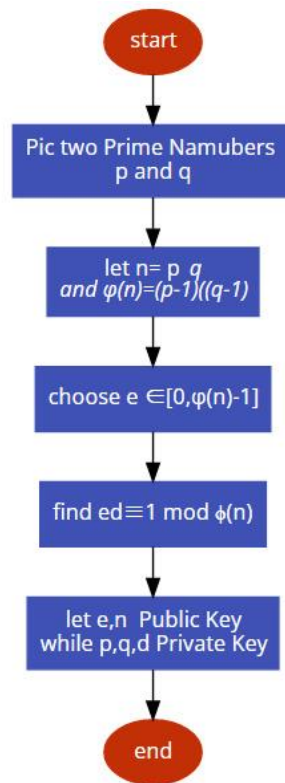 start
Pic two Prime Namubers
p and q
let n= p q
and φ(n)=(p-1)((q-1)
choose e ∈[0,φ(n)-1]
find ed≡1 mod ϕ(n)
let e,n Public Key
while p,q,d Private Key
end